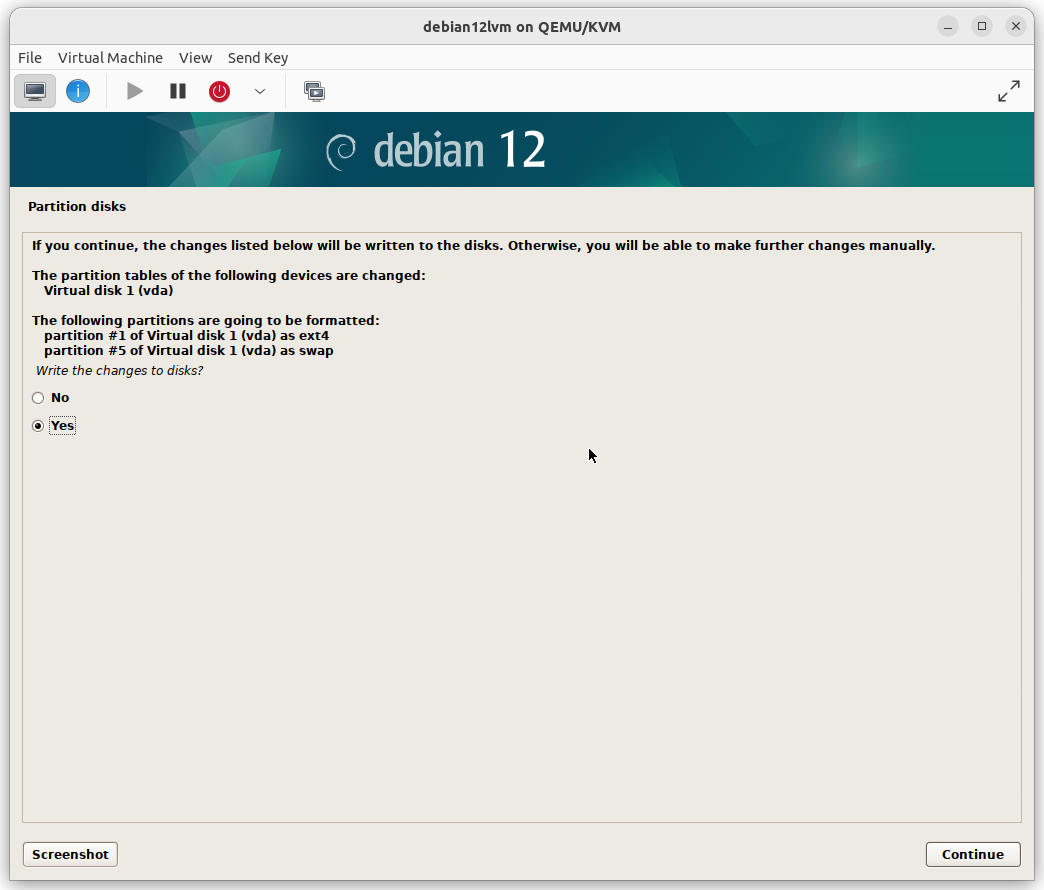 debian12lvm on QEMU/KVM
File Virtual Machine View Send Key
debian 12
Partition disks
If you continue, the changes listed below will be written to the disks. Otherwise, you will be able to make further changes manually.
The partition tables of the following devices are changed:
Virtual disk 1 (vda)
The following partitions are going to be formatted:
partition #1 of Virtual disk 1 (vda) as ext4
partition #5 of Virtual disk 1 (vda) as swap
Write the changes to disks?
No
Yes
Screenshot Continue